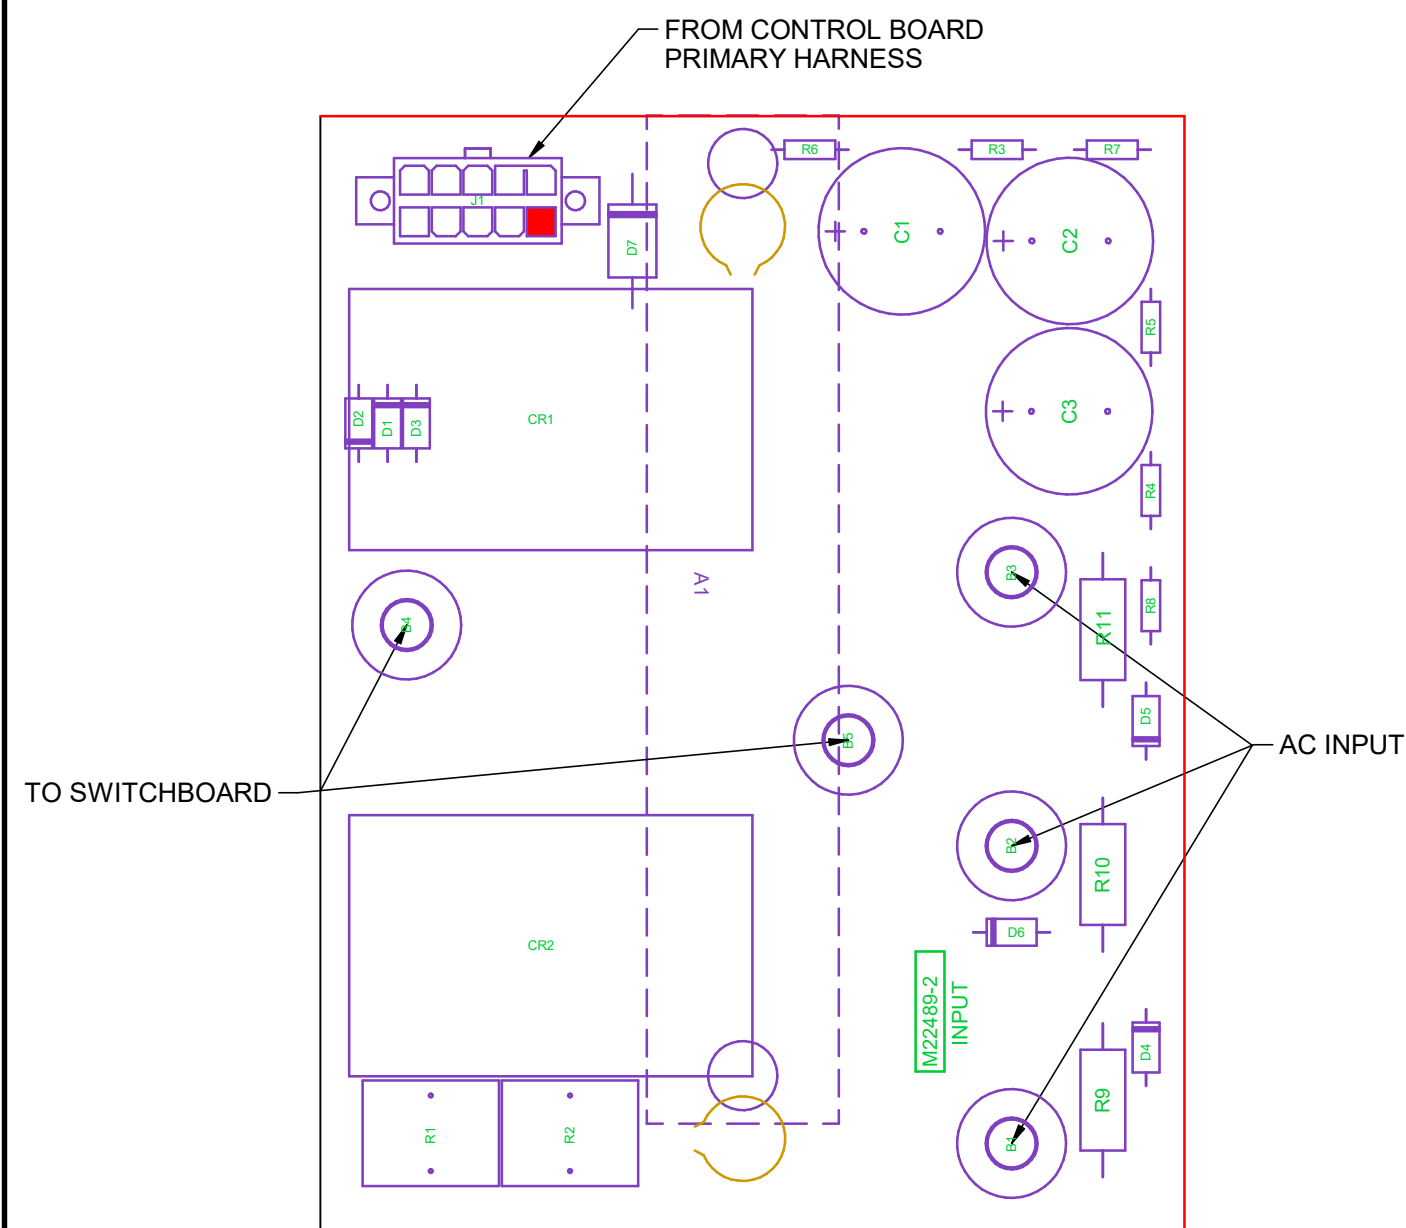 FROM CONTROL BOARD
PRIMARY HARNESS
R6
R3
R7
J1
D7
C1
C2
R5
CR1
D2
D1
D3
C3
R4
B3
A1
R8
R11
B4
D5
B5
AC INPUT
TO SWITCHBOARD
B2
R10
CR2
D6
M22489-2
INPUT
D4
R9
R1
R2
B1